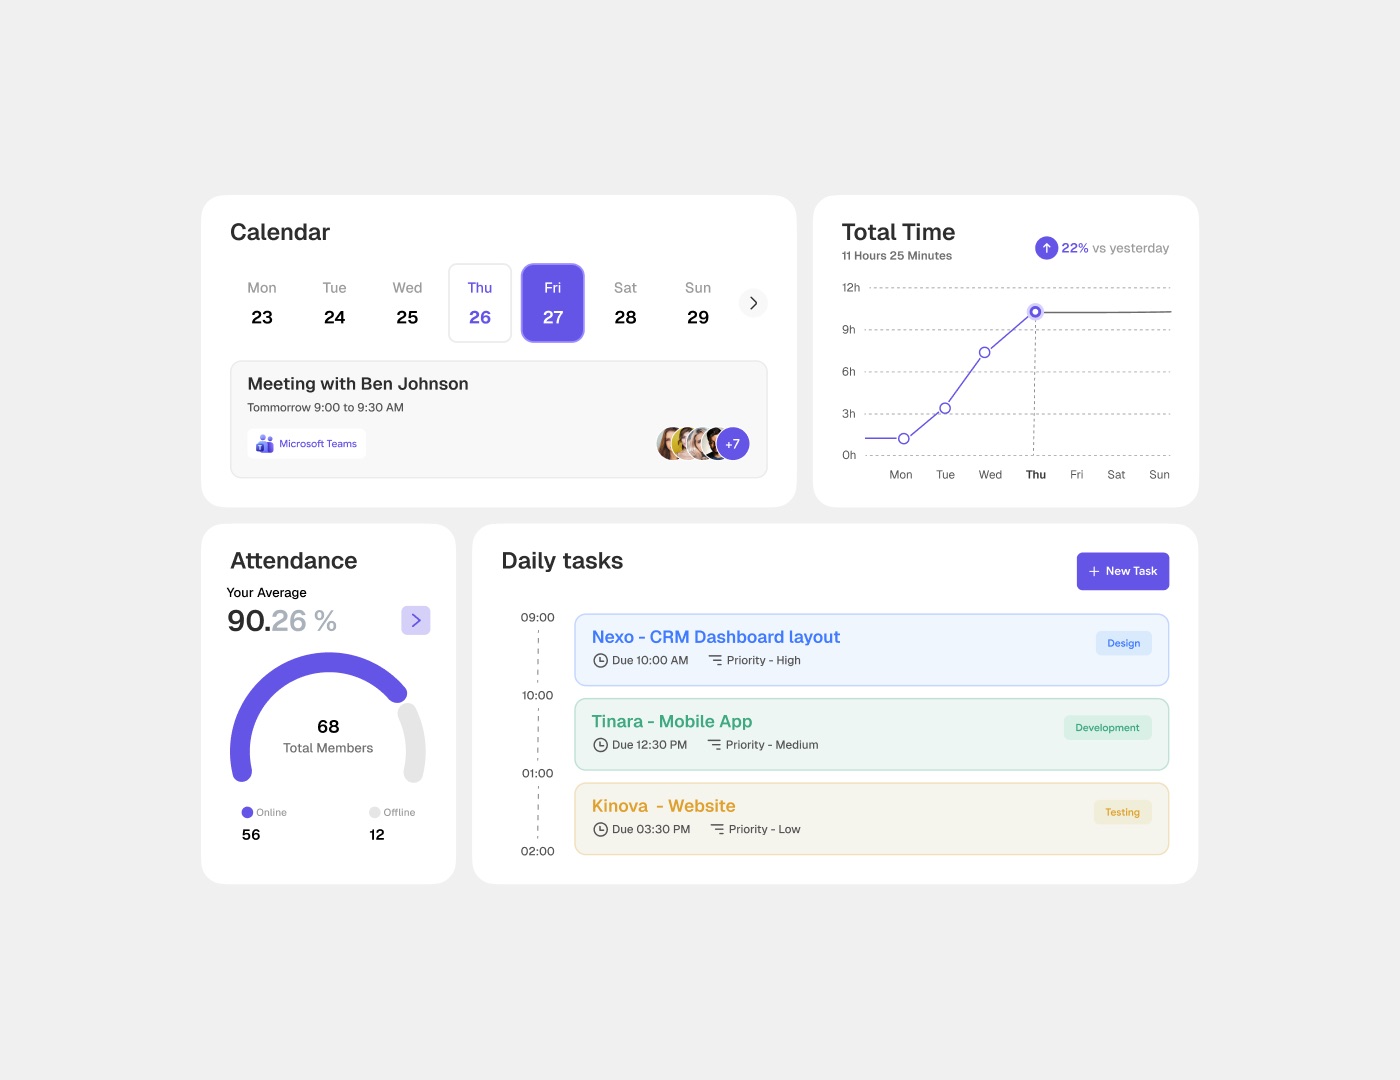 Calendar
Mon Tue Wed Thu Fri Sat Sun
23 24 25 26 27 28 29
Meeting with Ben Johnson
Tommorrow 9:00 to 9:30 AM
Microsoft Teams
+7
Total Time
11 Hours 25 Minutes
22% vs yesterday
12h
9h
6h
3h
0h
Mon Tue Wed Thu Fri Sat Sun
Attendance
Your Average
90.26 %
68
Total Members
Online
56
Offline
12
Daily tasks
+ New Task
09:00
10:00
01:00
02:00
Nexo - CRM Dashboard layout
Due 10:00 AM Priority - High
Design
Tinara - Mobile App
Due 12:30 PM Priority - Medium
Development
Kinova - Website
Due 03:30 PM Priority - Low
Testing